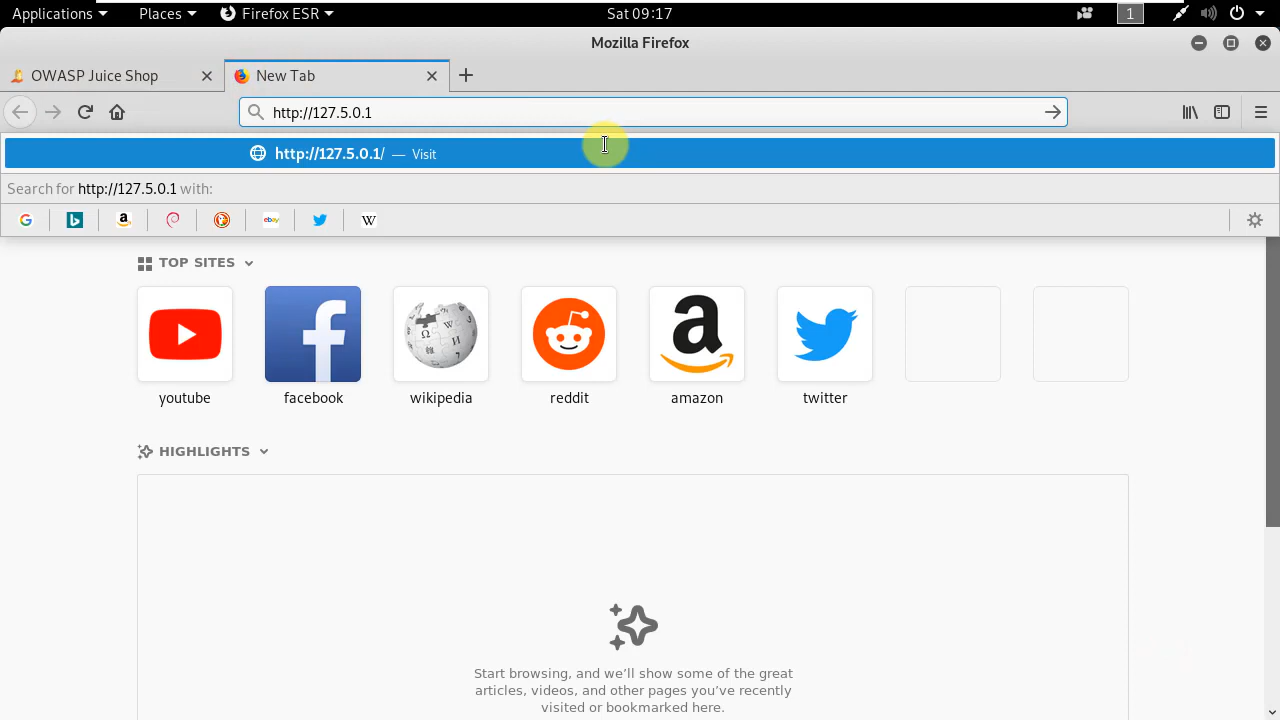 Applications Places Firefox ESR Sat 09:17 1
Mozilla Firefox
OWASP Juice Shop New Tab
http://127.5.0.1
http://127.5.0.1/ — Visit
Search for http://127.5.0.1 with:
G b a ebay W
TOP SITES
a
youtube facebook wikipedia reddit amazon twitter
HIGHLIGHTS
Start browsing, and we'll show some of the great
articles, videos, and other pages you've recently
visited or bookmarked here.